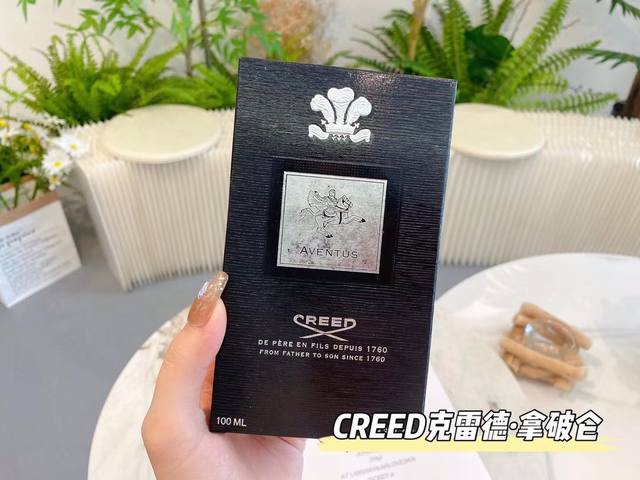 AVENTUS
CREED
DE PÈRE EN FILS DEPUIS 1760
FROM FATHER TO SON SINCE 1760
100 ML
CREED克雷德·拿破仑